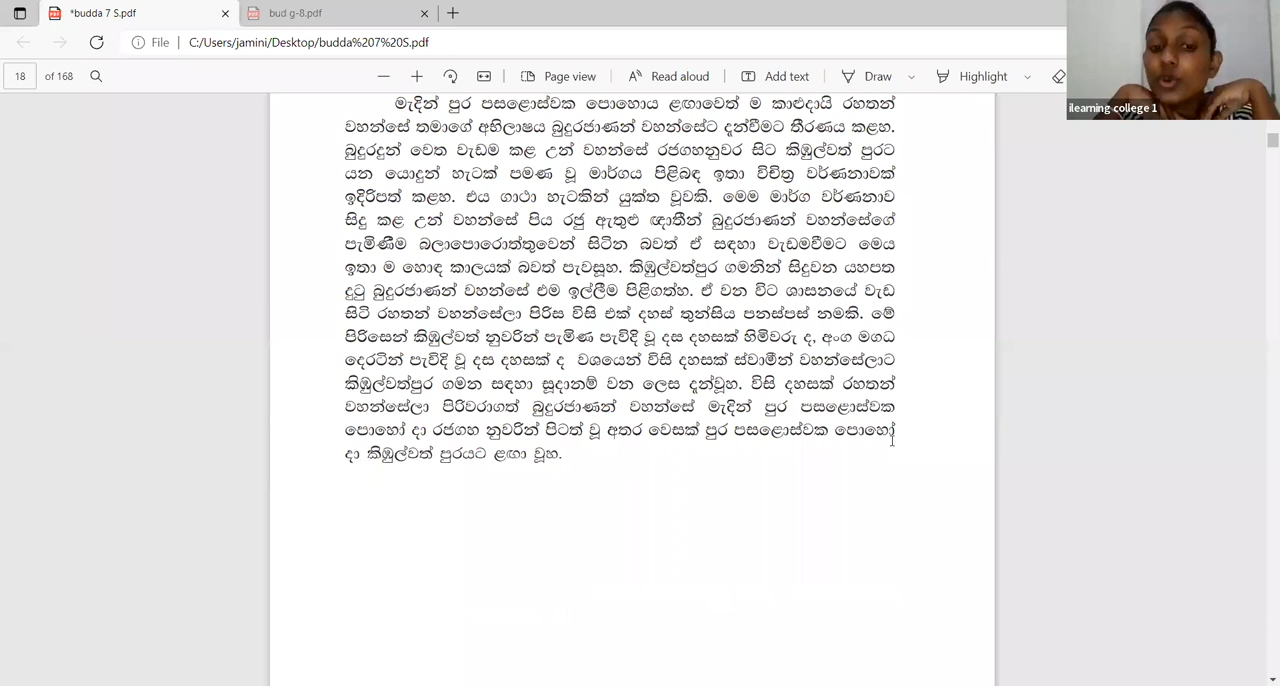 *budda 7 S.pdf
bud g-8.pdf
File
C:/Users/jamini/Desktop/budda%207%20S.pdf
18 of 168
Page view
Read aloud
Add text
Draw
Highlight
ilearning college 1
මැදින් පුර පසළොස්වක පොහොය ළඟාවෙත් ම කාළුදායි රහතන්
වහන්සේ තමාගේ අභිලාෂය බුදුරජාණන් වහන්සේට දැන්වීමට තීරණය කළහ.
බුදුරදුන් වෙත වැඩම කළ උන් වහන්සේ රජගහනුවර සිට කිඹුල්වත් පුරට
යන යොදුන් හැටක් පමණ වූ මාර්ගය පිළිබඳ ඉතා විචිත්‍ර වර්ණනාවක්
ඉදිරිපත් කළහ. එය ගාථා හැටකින් යුක්ත වූවකි. මෙම මාර්ග වර්ණනාව
සිදු කළ උන් වහන්සේ පිය රජු ඇතුළු ඥාතීන් බුදුරජාණන් වහන්සේගේ
පැමිණීම බලාපොරොත්තුවෙන් සිටින බවත් ඒ සඳහා වැඩමවීමට මෙය
ඉතා ම හොඳ කාලයක් බවත් පැවසූහ. කිඹුල්වත්පුර ගමනින් සිදුවන යහපත
දුටු බුදුරජාණන් වහන්සේ එම ඉල්ලීම පිළිගත්හ. ඒ වන විට ශාසනයේ වැඩ
සිටි රහතන් වහන්සේලා පිරිස විසි එක් දහස් තුන්සිය පනස්පස් නමකි. මේ
පිරිසෙන් කිඹුල්වත් නුවරින් පැමිණ පැවිදි වූ දස දහසක් හිමිවරු ද, අංග මගධ
දෙරටින් පැවිදි වූ දස දහසක් ද වශයෙන් විසි දහසක් ස්වාමීන් වහන්සේලාට
කිඹුල්වත්පුර ගමන සඳහා සූදානම් වන ලෙස දැන්වූහ. විසි දහසක් රහතන්
වහන්සේලා පිරිවරාගත් බුදුරජාණන් වහන්සේ මැදින් පුර පසළොස්වක
පොහෝ දා රජගහ නුවරින් පිටත් වූ අතර වෙසක් පුර පසළොස්වක පොහෝ
දා කිඹුල්වත් පුරයට ළඟා වූහ.